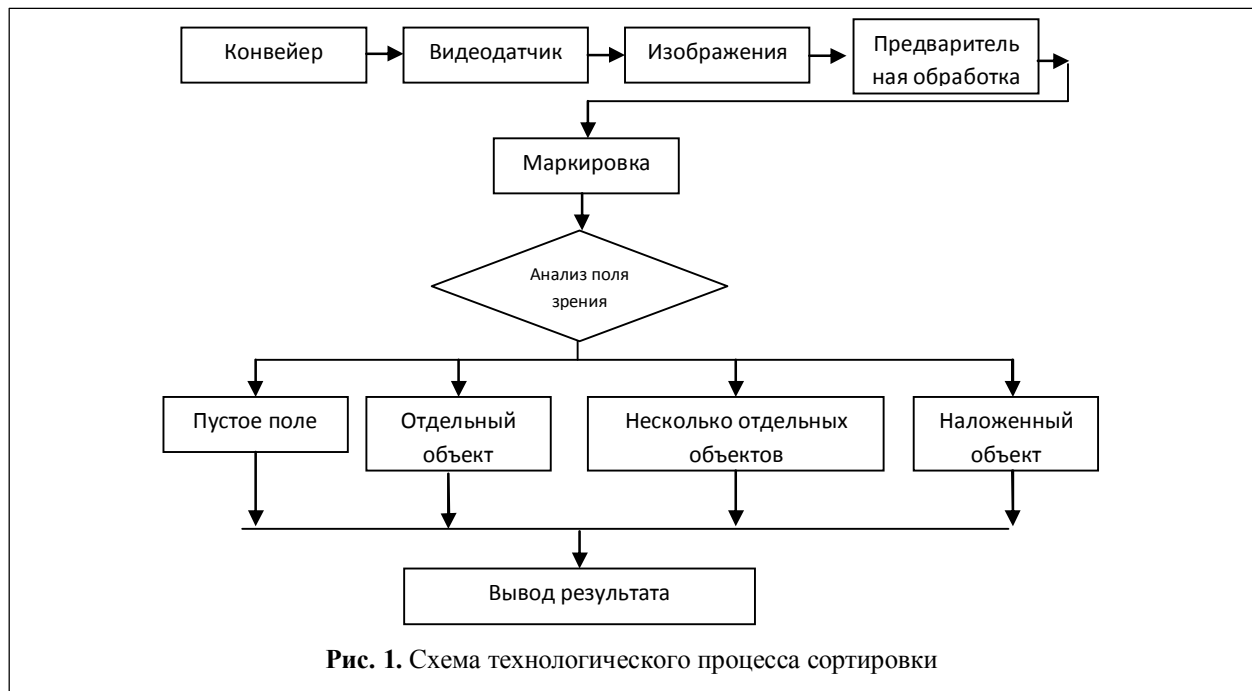 Конвейер
Видеодатчик
Изображения
Предваритель
ная обработка
Маркировка
Анализ поля
зрения
Пустое поле
Отдельный
объект
Несколько отдельных
объектов
Наложенный
объект
Вывод результата
Рис. 1. Схема технологического процесса сортировки